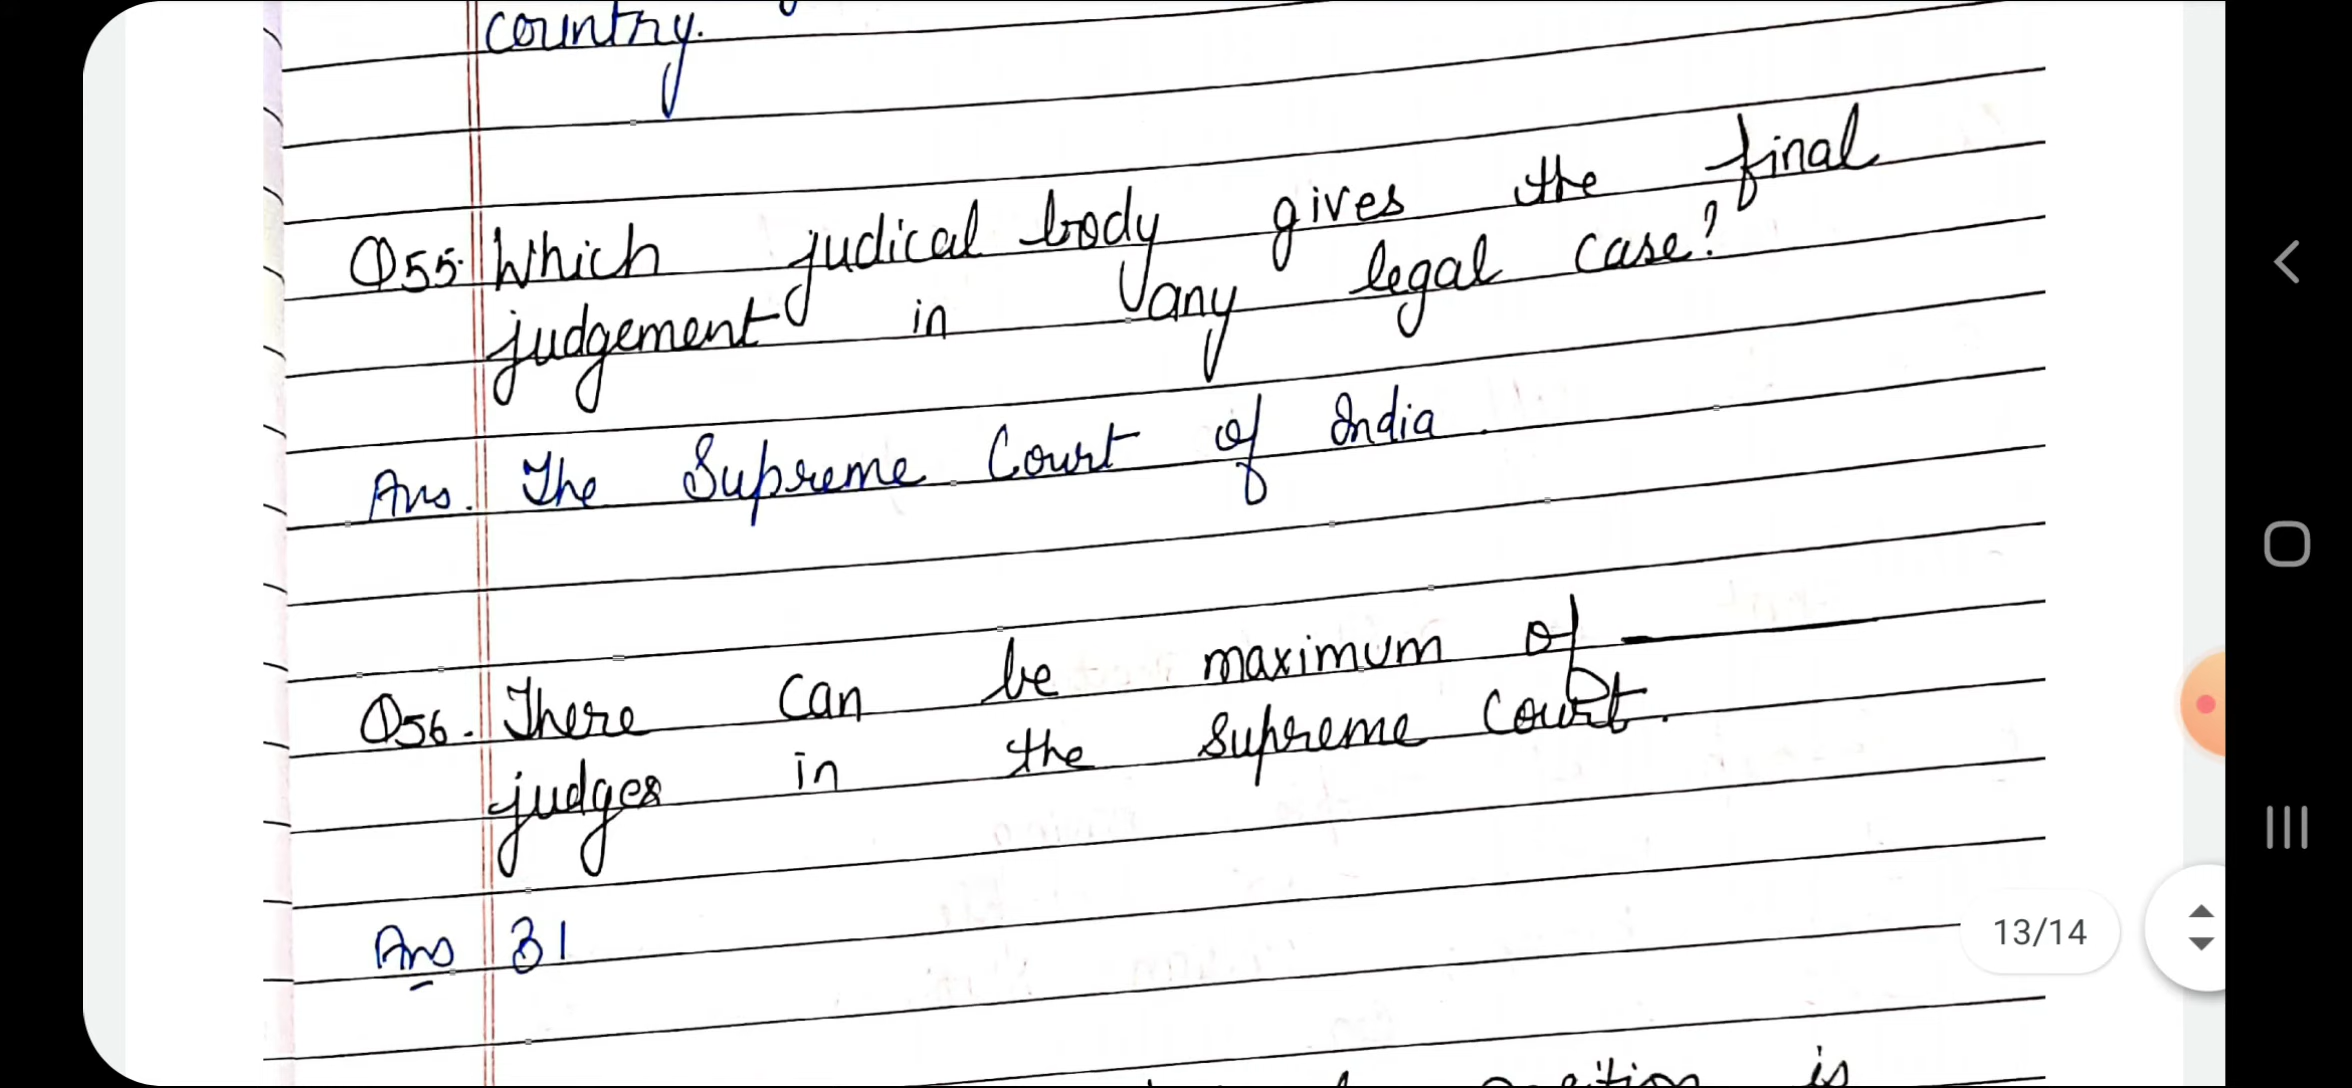 country.
Q55. Which judical body gives the final
judgement in any legal case?
Ans. The Supreme Court of India.
Q56. There can be maximum of ———
judges in the supreme court.
Ans 31
13/14
is